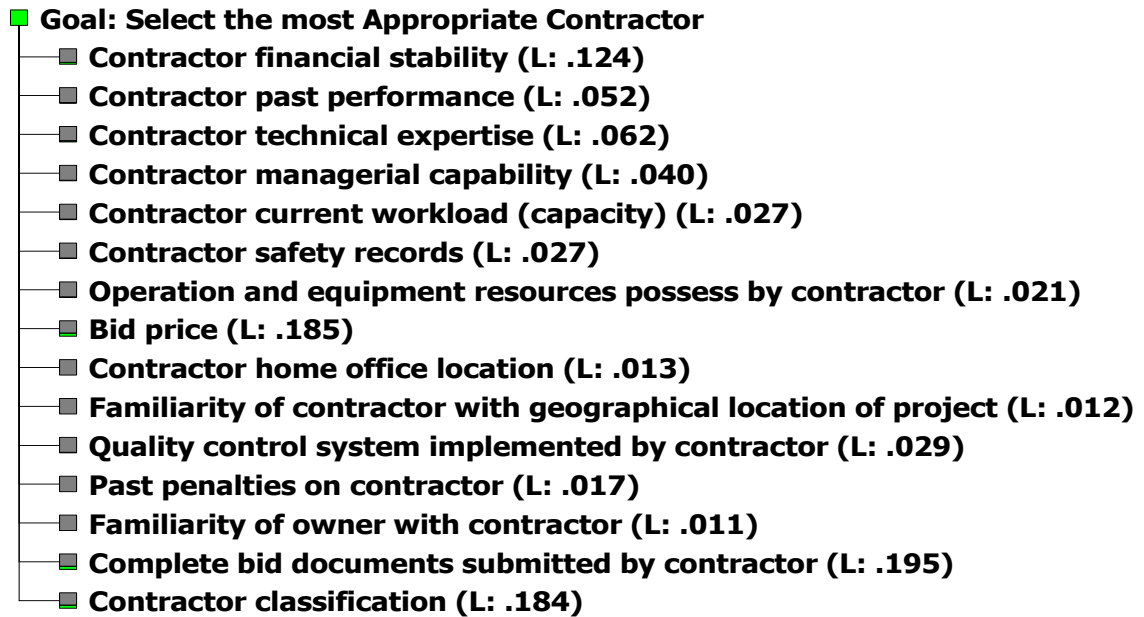 Goal: Select the most Appropriate Contractor
Contractor financial stability (L: .124)
Contractor past performance (L: .052)
Contractor technical expertise (L: .062)
Contractor managerial capability (L: .040)
Contractor current workload (capacity) (L: .027)
Contractor safety records (L: .027)
Operation and equipment resources possess by contractor (L: .021)
Bid price (L: .185)
Contractor home office location (L: .013)
Familiarity of contractor with geographical location of project (L: .012)
Quality control system implemented by contractor (L: .029)
Past penalties on contractor (L: .017)
Familiarity of owner with contractor (L: .011)
Complete bid documents submitted by contractor (L: .195)
Contractor classification (L: .184)